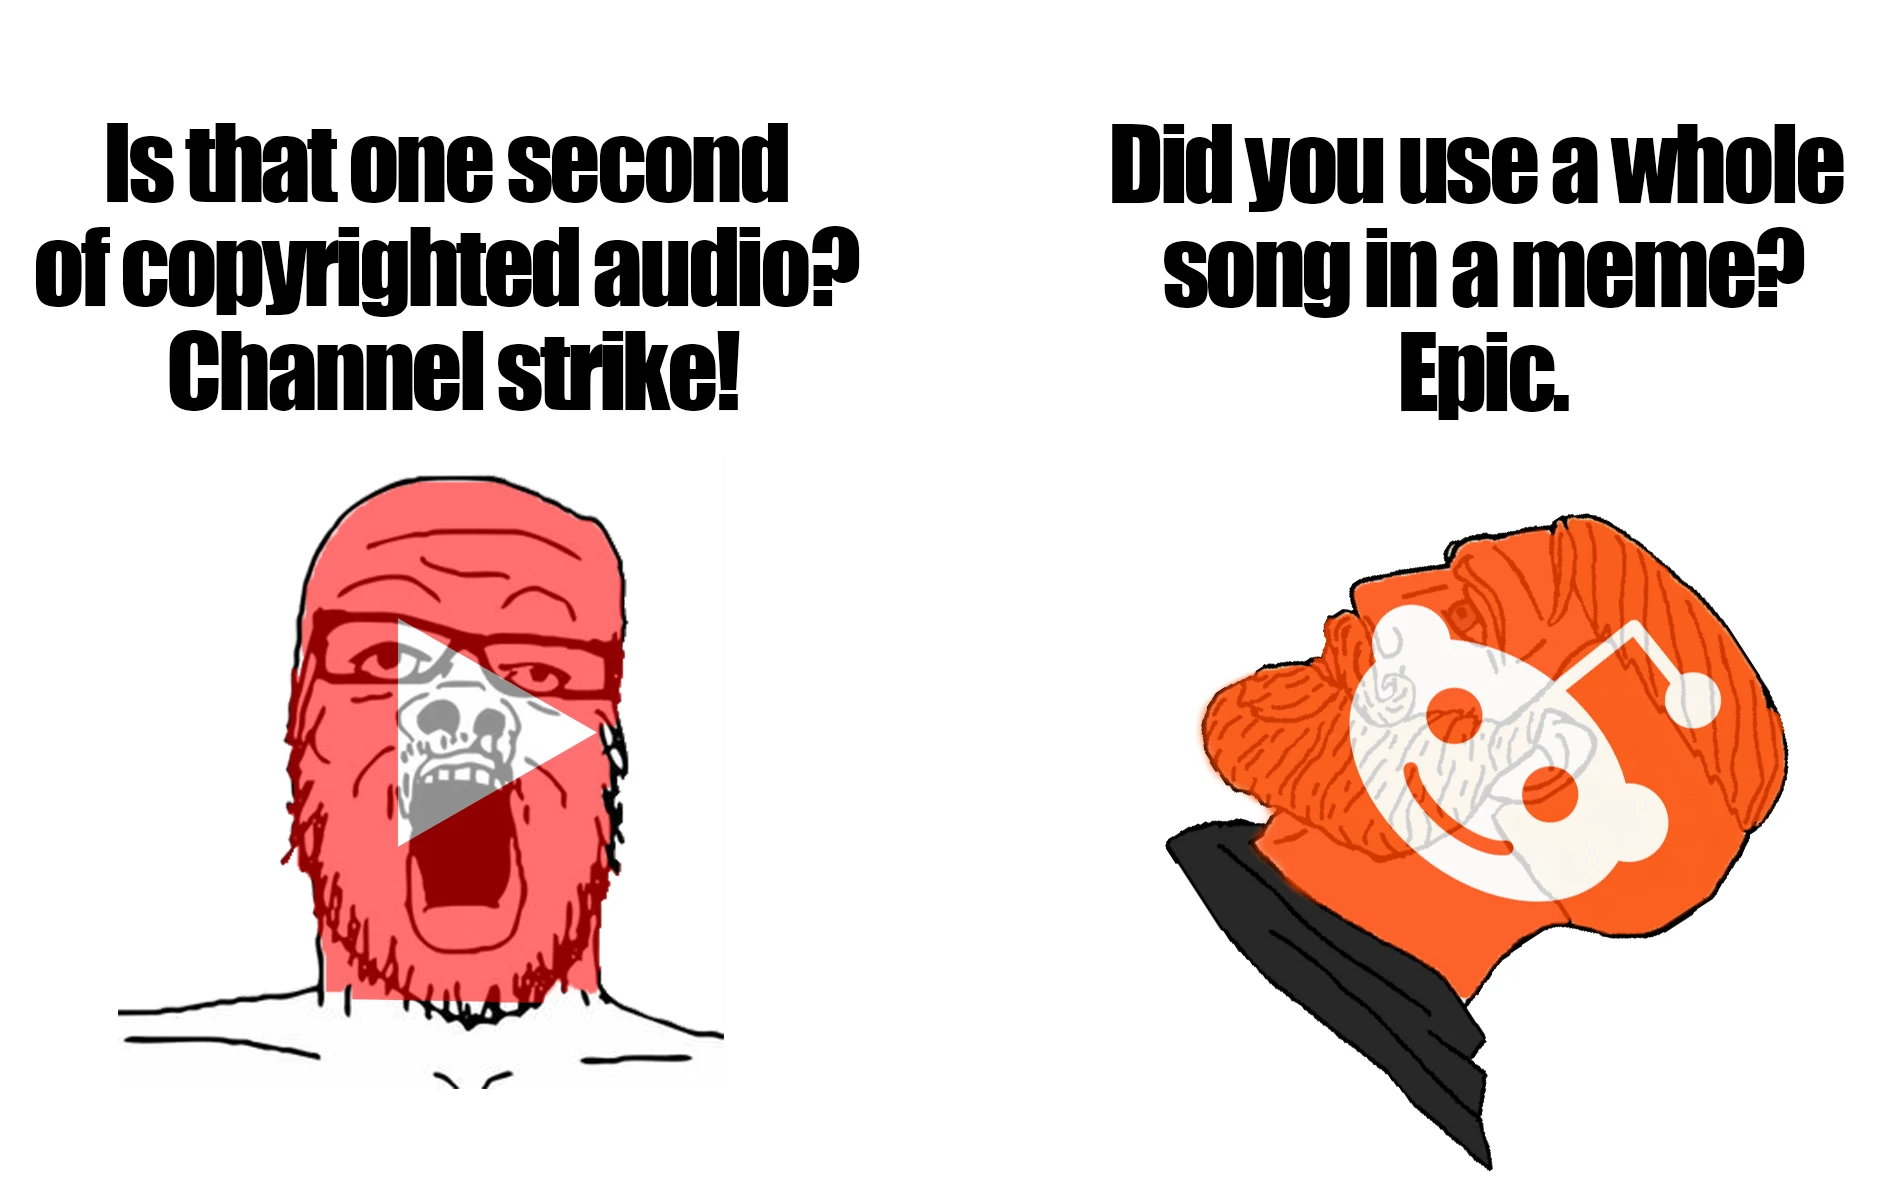 Is that one second
of copyrighted audio?
Channel strike!
Did you use a whole
song in a meme?
Epic.